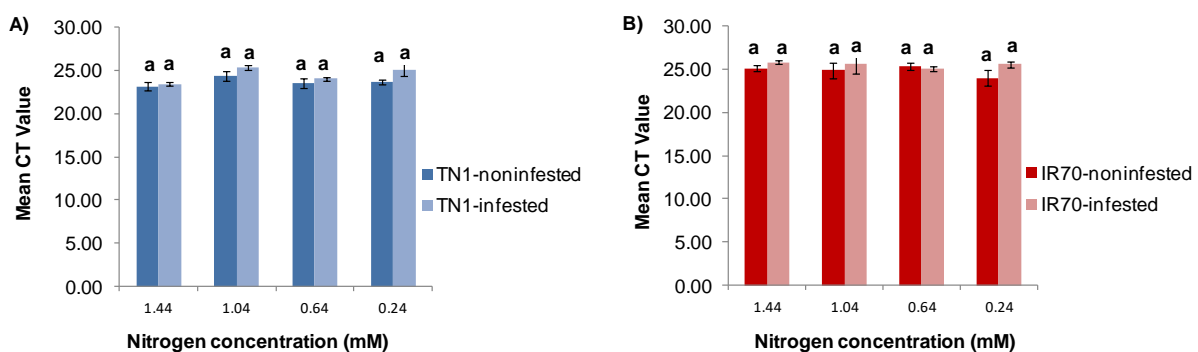 A)
30.00
25.00
20.00
15.00
10.00
5.00
0.00
Mean CT Value
a a a a a a a a
1.44 1.04 0.64 0.24
Nitrogen concentration (mM)
TN1-noninfested
TN1-infested
B)
30.00
25.00
20.00
15.00
10.00
5.00
0.00
Mean CT Value
a a a a a a a a
1.44 1.04 0.64 0.24
Nitrogen concentration (mM)
IR70-noninfested
IR70-infested